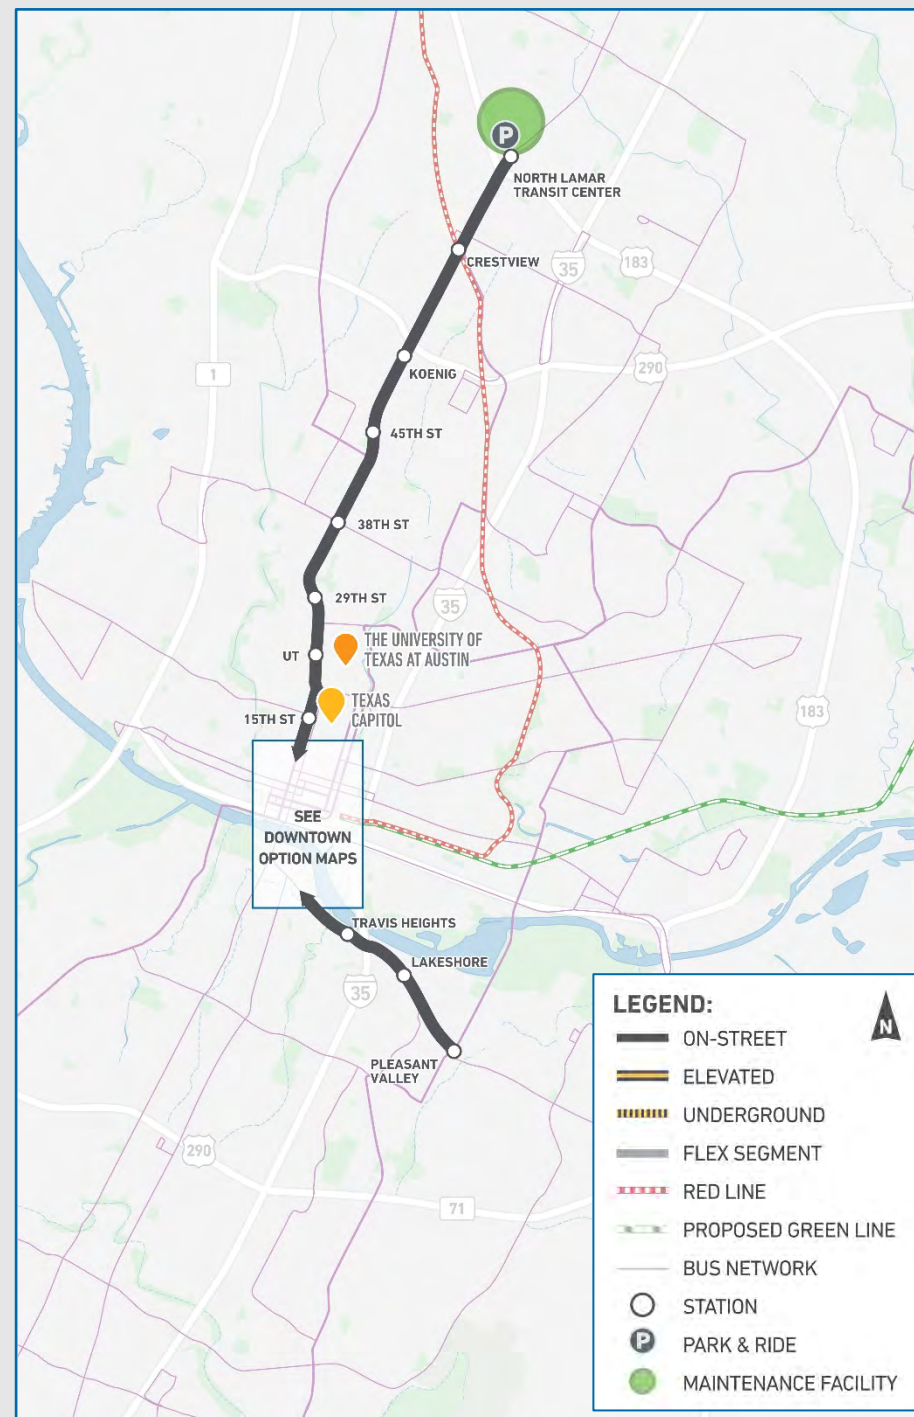 P
NORTH LAMAR
TRANSIT CENTER
CRESTVIEW
35
183
KOENIG
290
1
45TH ST
38TH ST
29TH ST
35
THE UNIVERSITY OF
TEXAS AT AUSTIN
UT
TEXAS
CAPITOL
15TH ST
183
SEE
DOWNTOWN
OPTION MAPS
TRAVIS HEIGHTS
LAKESHORE
35
PLEASANT
VALLEY
290
71
LEGEND:
N
ON-STREET
ELEVATED
UNDERGROUND
FLEX SEGMENT
RED LINE
PROPOSED GREEN LINE
BUS NETWORK
STATION
P PARK & RIDE
MAINTENANCE FACILITY